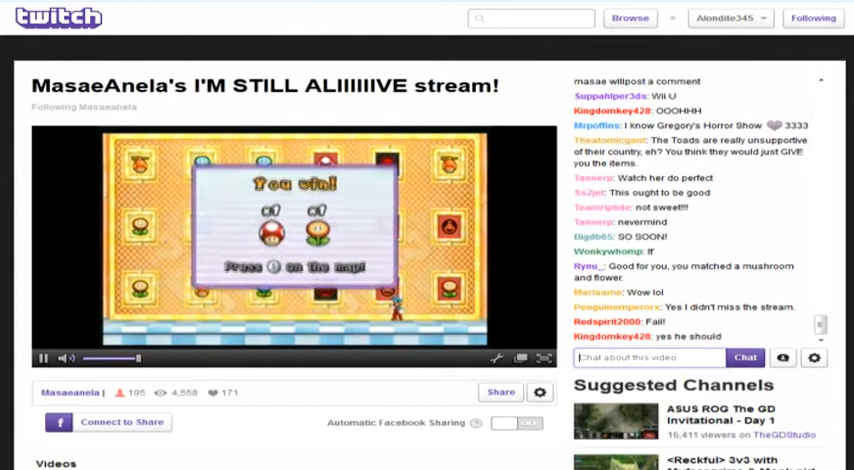 twitch
Browse
Alondite345
Following
MasaeAnela's I'M STILL ALIIIIIIVE stream!
Following Masaeanela
You win!
x1 x1
Press 1 on the map!
Masaeanela |
195
4,558
171
Share
f Connect to Share
Automatic Facebook Sharing ? OFF
Videos
masae willpost a comment
Suppahlper3ds: Wii U
Kingdomkey428: OOOHHH
Mrpoffins: I know Gregory's Horror Show 3333
Theatomicgent: The Toads are really unsupportive
of their country, eh? You think they would just GIVE
you the items.
Tannerp: Watch her do perfect
Ss2jet: This ought to be good
Teamriptide: not sweet!!!
Tannerp: nevermind
Bigdb65: SO SOON!
Wonkywhomp: it'
Rynu_: Good for you, you matched a mushroom
and flower.
Marisame: Wow lol
Penguinemperorx: Yes I didn't miss the stream.
Redspirit2000: Fail!
Kingdomkey428: yes he should
Chat about this video
Chat
Suggested Channels
ASUS ROG The GD
Invitational - Day 1
16,411 viewers on TheGDStudio
<Reckful> 3v3 with